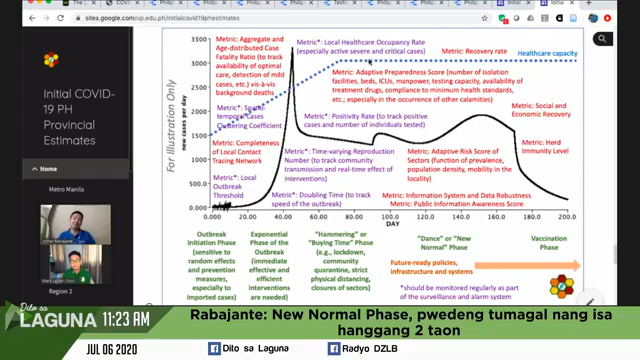 sites.google.com/up.edu.ph/initialcovid19phestimates
Initial COVID-19 PH
Provincial
Estimates
Home
Metro Manila
Region 2
For Illustration Only
new cases per day
3500
3000
2500
2000
1500
1000
500
0.000
0.000
20.00
40.00
60.00
80.00
100.0
120.0
140.0
160.0
180.0
200.0
DAY
Metric: Aggregate and
Age-distributed Case
Fatality Ratio (to track
availability of optimal
care, detection of mild
cases, etc.) vis-à-vis
background deaths
Metric*: Spatio-
temporal Cases
Clustering Coefficient
Metric: Completeness
of Local Contact
Tracing Network
Metric*: Local
Outbreak
Threshold
Metric*: Local Healthcare Occupancy Rate
(especially active severe and critical cases)
Metric: Recovery rate
Healthcare capacity
Metric: Adaptive Preparedness Score (number of isolation
facilities, beds, ICUs, manpower, testing capacity, availability of
treatment drugs, compliance to minimum health standards,
etc.; especially in the occurrence of other calamities)
Metric*: Positivity Rate (to track positive
cases and number of individuals tested)
Metric: Social and
Economic Recovery
Metric*: Time-varying Reproduction
Number (to track community
transmission and real-time effect of
interventions)
Metric: Adaptive Risk Score of
Sectors (function of prevalence,
population density, mobility in the
locality)
Metric: Herd
Immunity Level
Metric*: Doubling Time (to track
speed of the outbreak)
Metric: Information System and Data Robustness
Metric: Public Information Awareness Score
Outbreak
Initiation Phase
(sensitive to
random effects
and prevention
measures,
especially to
imported cases)
Exponential
Phase of the
Outbreak
(immediate
effective and
efficient
interventions
are needed)
"Hammering" or
"Buying Time" Phase
(e.g., lockdown,
community
quarantine, strict
physical distancing,
closures of sectors)
"Dance" or "New
Normal" Phase
Vaccination
Phase
Future-ready policies,
infrastructure and systems
*should be monitored regularly as part
of the surveillance and alarm system
Dito sa
LAGUNA 11:23 AM
Rabajante: New Normal Phase, pwedeng tumagal nang isa
hanggang 2 taon
JUL 06 2020
Dito sa Laguna
Radyo DZLB